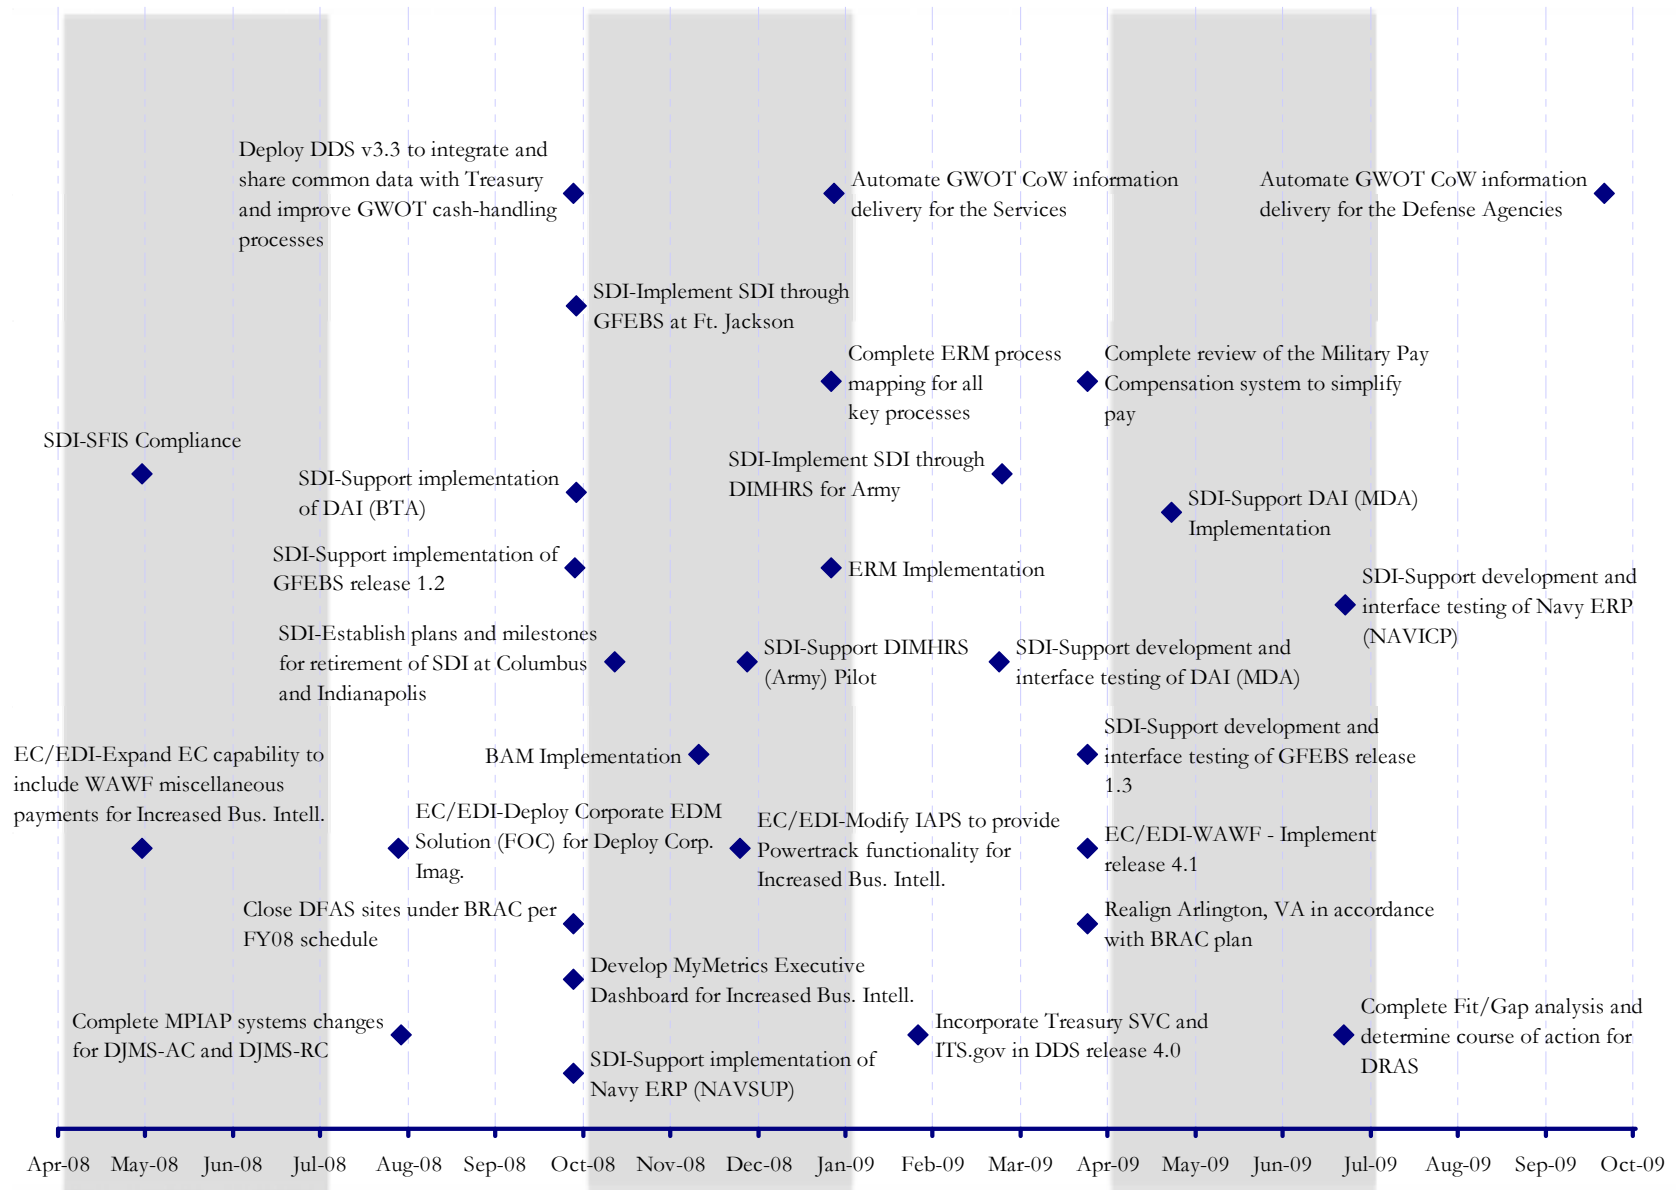 Deploy DDS v3.3 to integrate and
share common data with Treasury
and improve GWOT cash-handling
processes
Automate GWOT CoW information
delivery for the Services
Automate GWOT CoW information
delivery for the Defense Agencies
SDI-Implement SDI through
GFEBS at Ft. Jackson
Complete ERM process
mapping for all
key processes
Complete review of the Military Pay
Compensation system to simplify
pay
SDI-SFIS Compliance
SDI-Support implementation
of DAI (BTA)
SDI-Implement SDI through
DIMHRS for Army
SDI-Support DAI (MDA)
Implementation
SDI-Support implementation of
GFEBS release 1.2
ERM Implementation
SDI-Support development and
interface testing of Navy ERP
(NAVICP)
SDI-Establish plans and milestones
for retirement of SDI at Columbus
and Indianapolis
SDI-Support DIMHRS
(Army) Pilot
SDI-Support development and
interface testing of DAI (MDA)
EC/EDI-Expand EC capability to
include WAWF miscellaneous
payments for Increased Bus. Intell.
BAM Implementation
SDI-Support development and
interface testing of GFEBS release
1.3
EC/EDI-Deploy Corporate EDM
Solution (FOC) for Deploy Corp.
Imag.
EC/EDI-Modify IAPS to provide
Powertrack functionality for
Increased Bus. Intell.
EC/EDI-WAWF - Implement
release 4.1
Close DFAS sites under BRAC per
FY08 schedule
Realign Arlington, VA in accordance
with BRAC plan
Develop MyMetrics Executive
Dashboard for Increased Bus. Intell.
Complete MPIAP systems changes
for DJMS-AC and DJMS-RC
Incorporate Treasury SVC and
ITS.gov in DDS release 4.0
Complete Fit/Gap analysis and
determine course of action for
DRAS
SDI-Support implementation of
Navy ERP (NAVSUP)
Apr-08 May-08 Jun-08 Jul-08 Aug-08 Sep-08 Oct-08 Nov-08 Dec-08 Jan-09 Feb-09 Mar-09 Apr-09 May-09 Jun-09 Jul-09 Aug-09 Sep-09 Oct-09